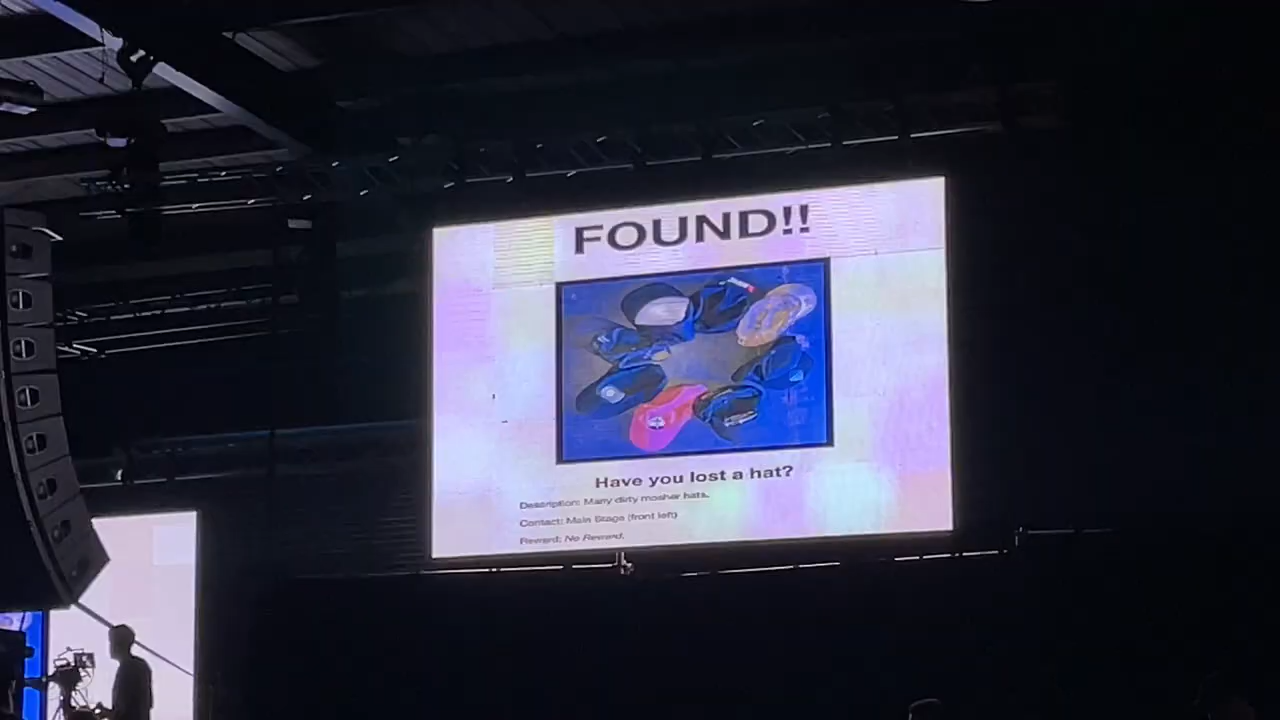 FOUND!!
Have you lost a hat?
Description: Many dirty mosher hats.
Contact: Main Stage (front left)
Reward: No Reward.